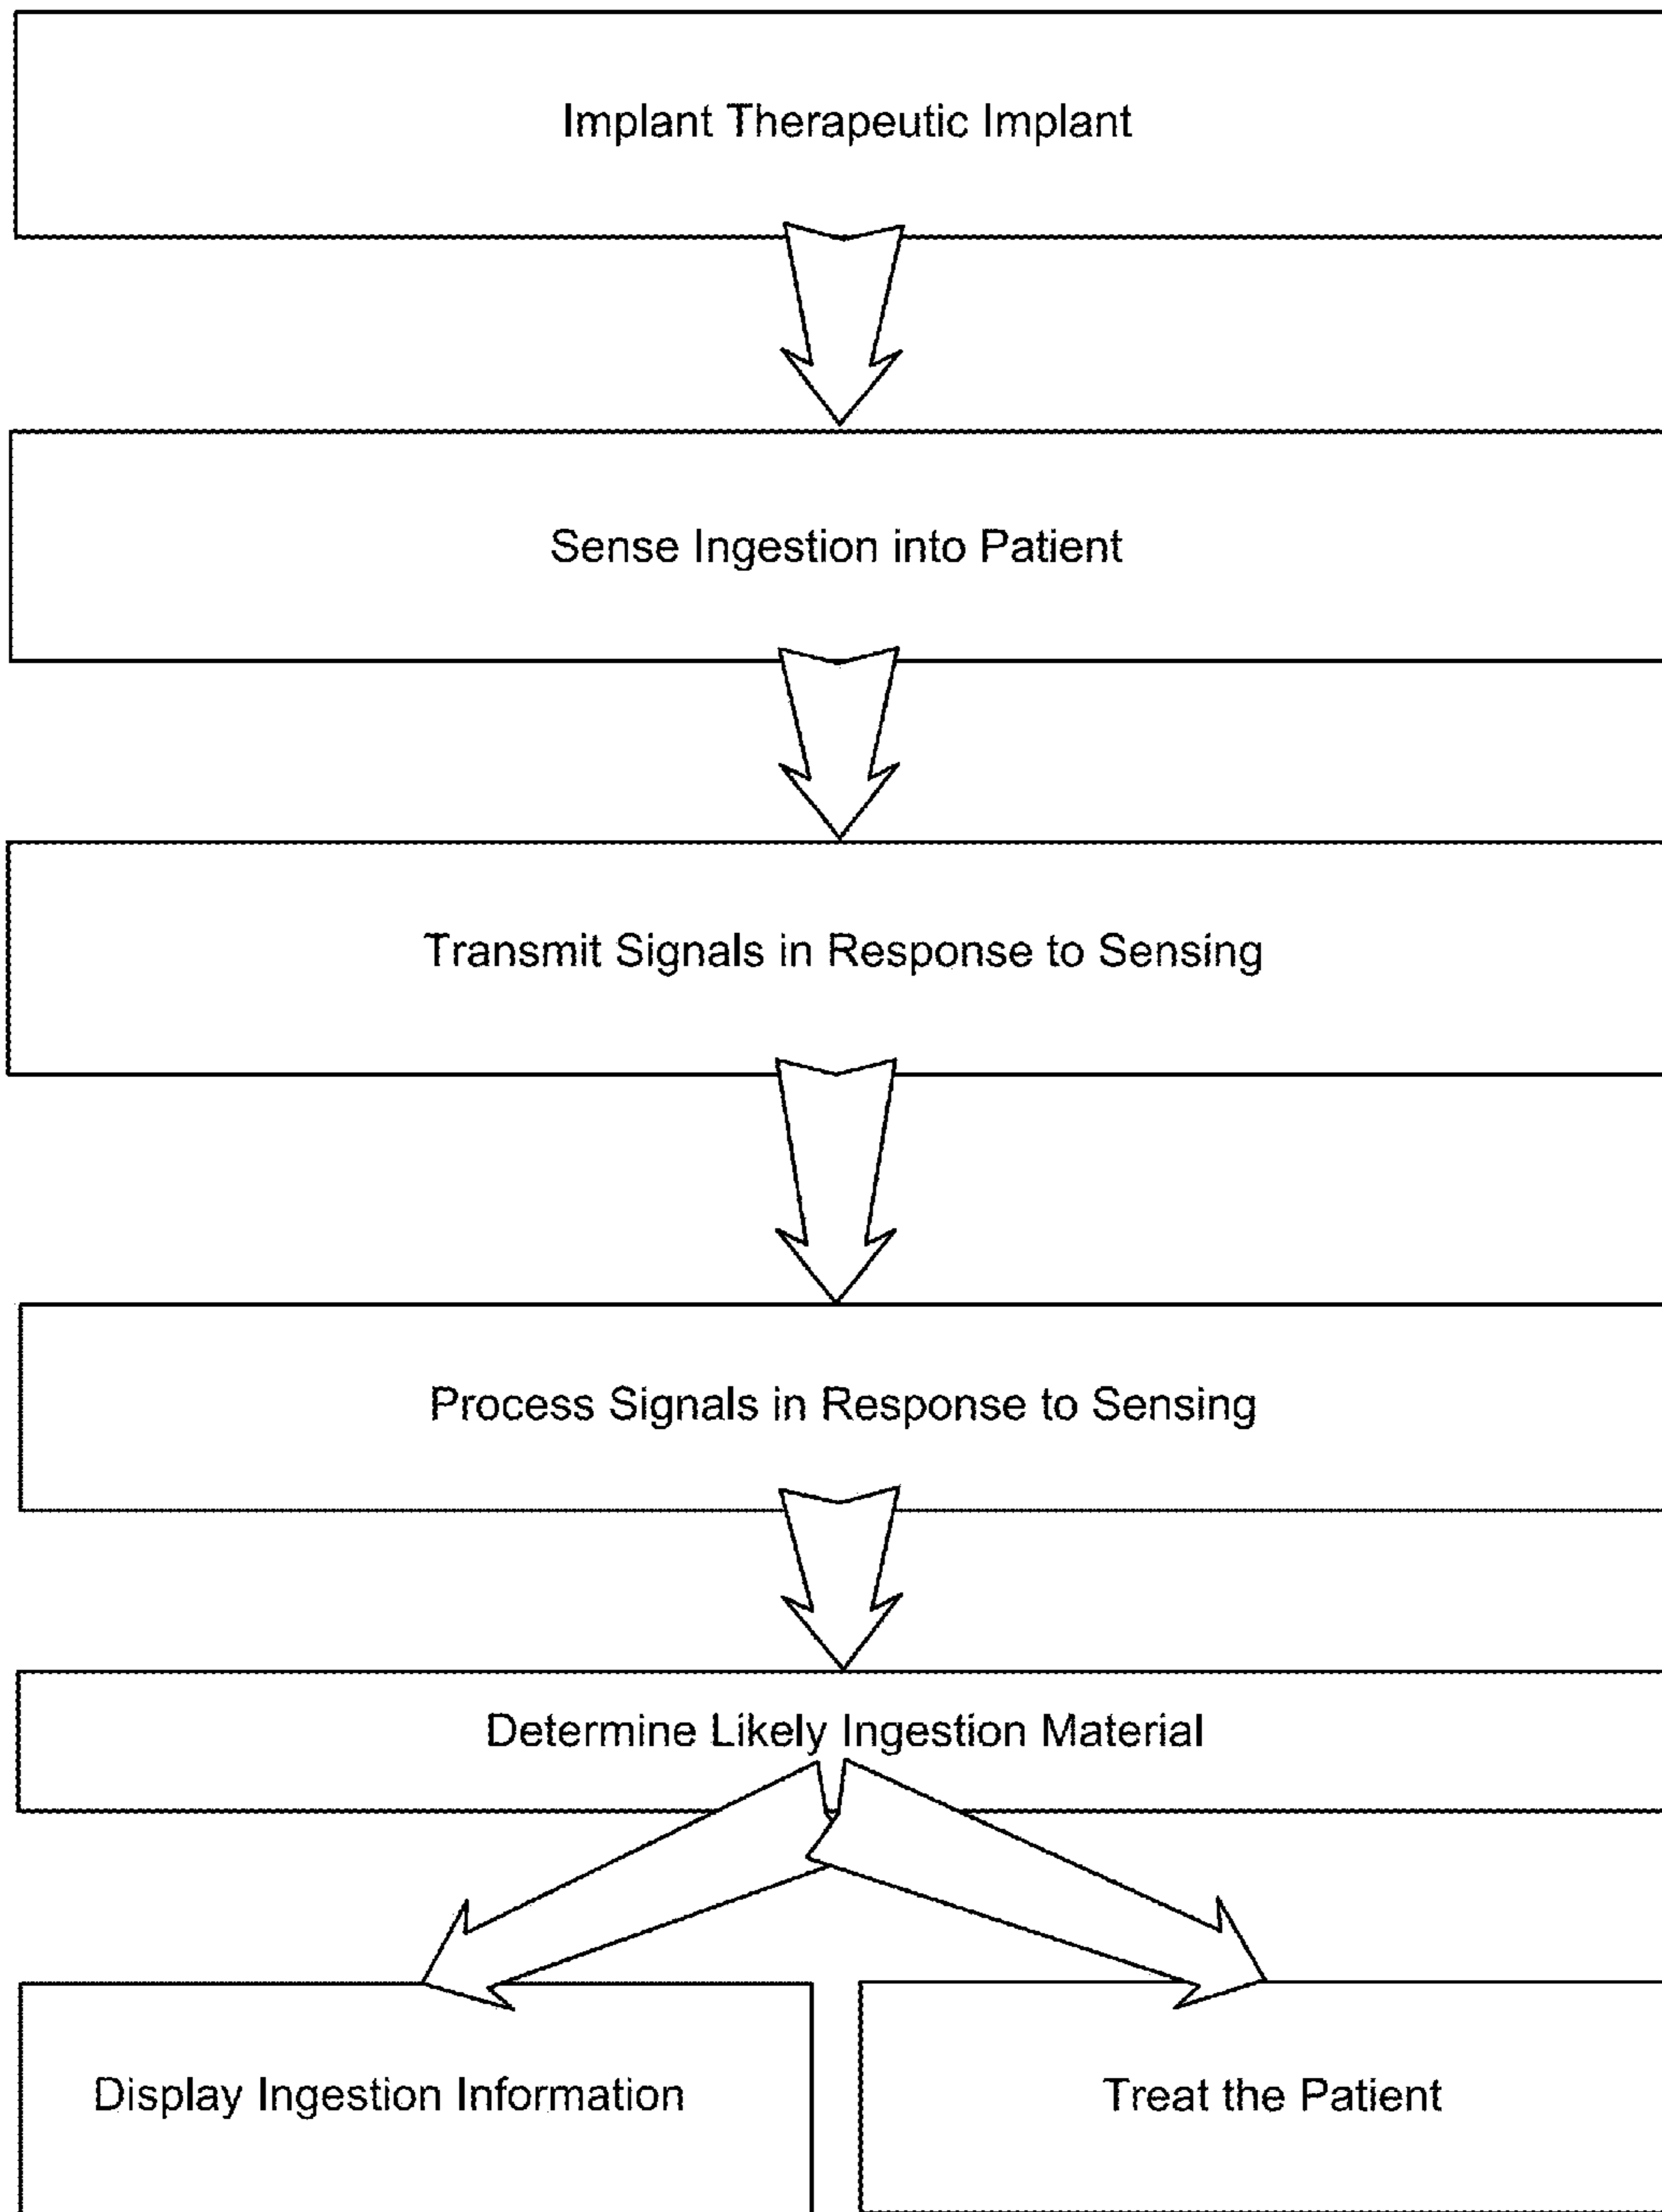 Implant Therapeutic Implant
Sense Ingestion into Patient
Transmit Signals in Response to Sensing
Process Signals in Response to Sensing
Determine Likely Ingestion Material
Display Ingestion Information
Treat the Patient